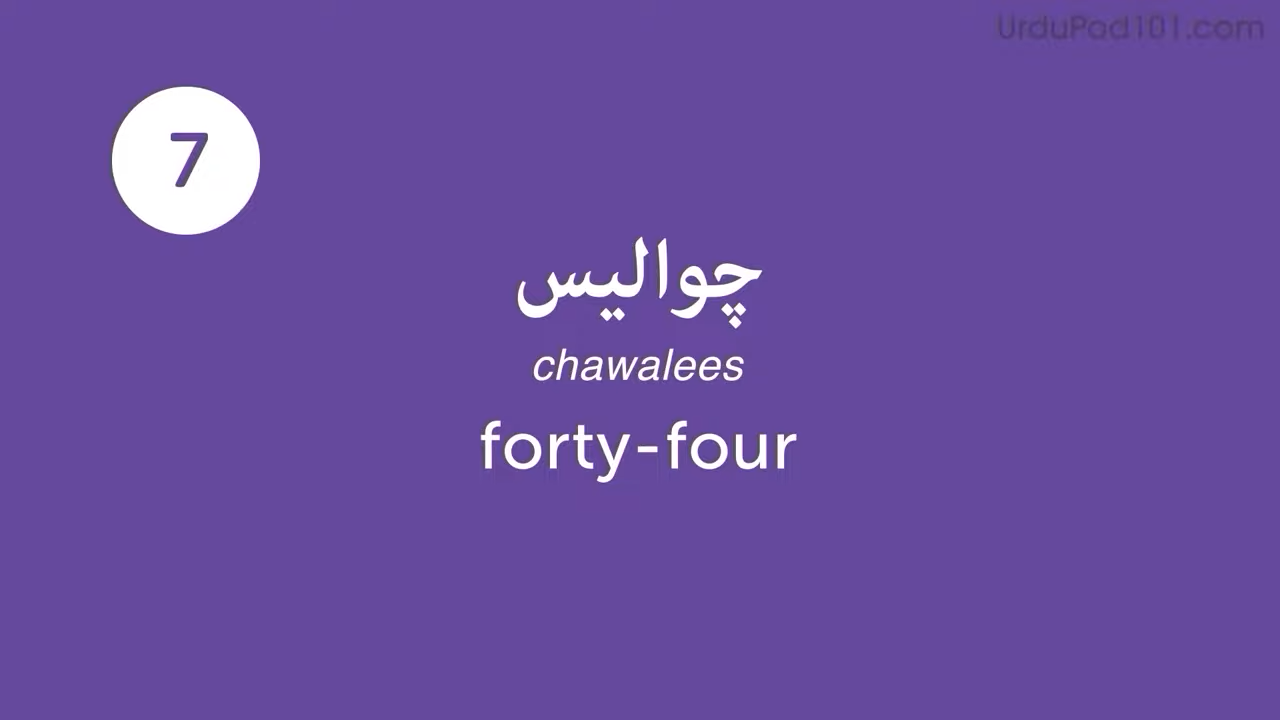 UrduPod101.com
7
چوالیس
chawalees
forty-four